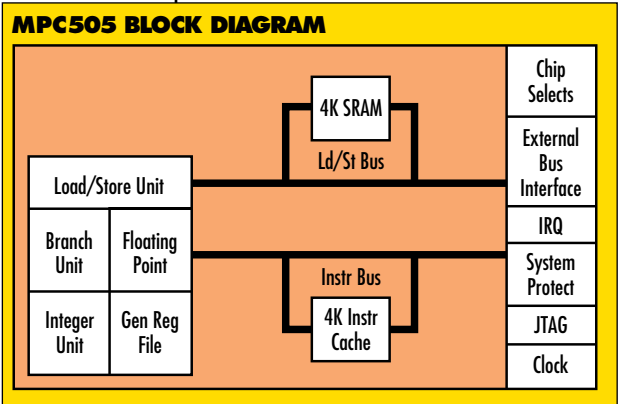 MPC505 BLOCK DIAGRAM
4K SRAM
Ld/St Bus
Load/Store Unit
Branch
Unit
Floating
Point
Integer
Unit
Gen Reg
File
Instr Bus
4K Instr
Cache
Chip
Selects
External
Bus
Interface
IRQ
System
Protect
JTAG
Clock